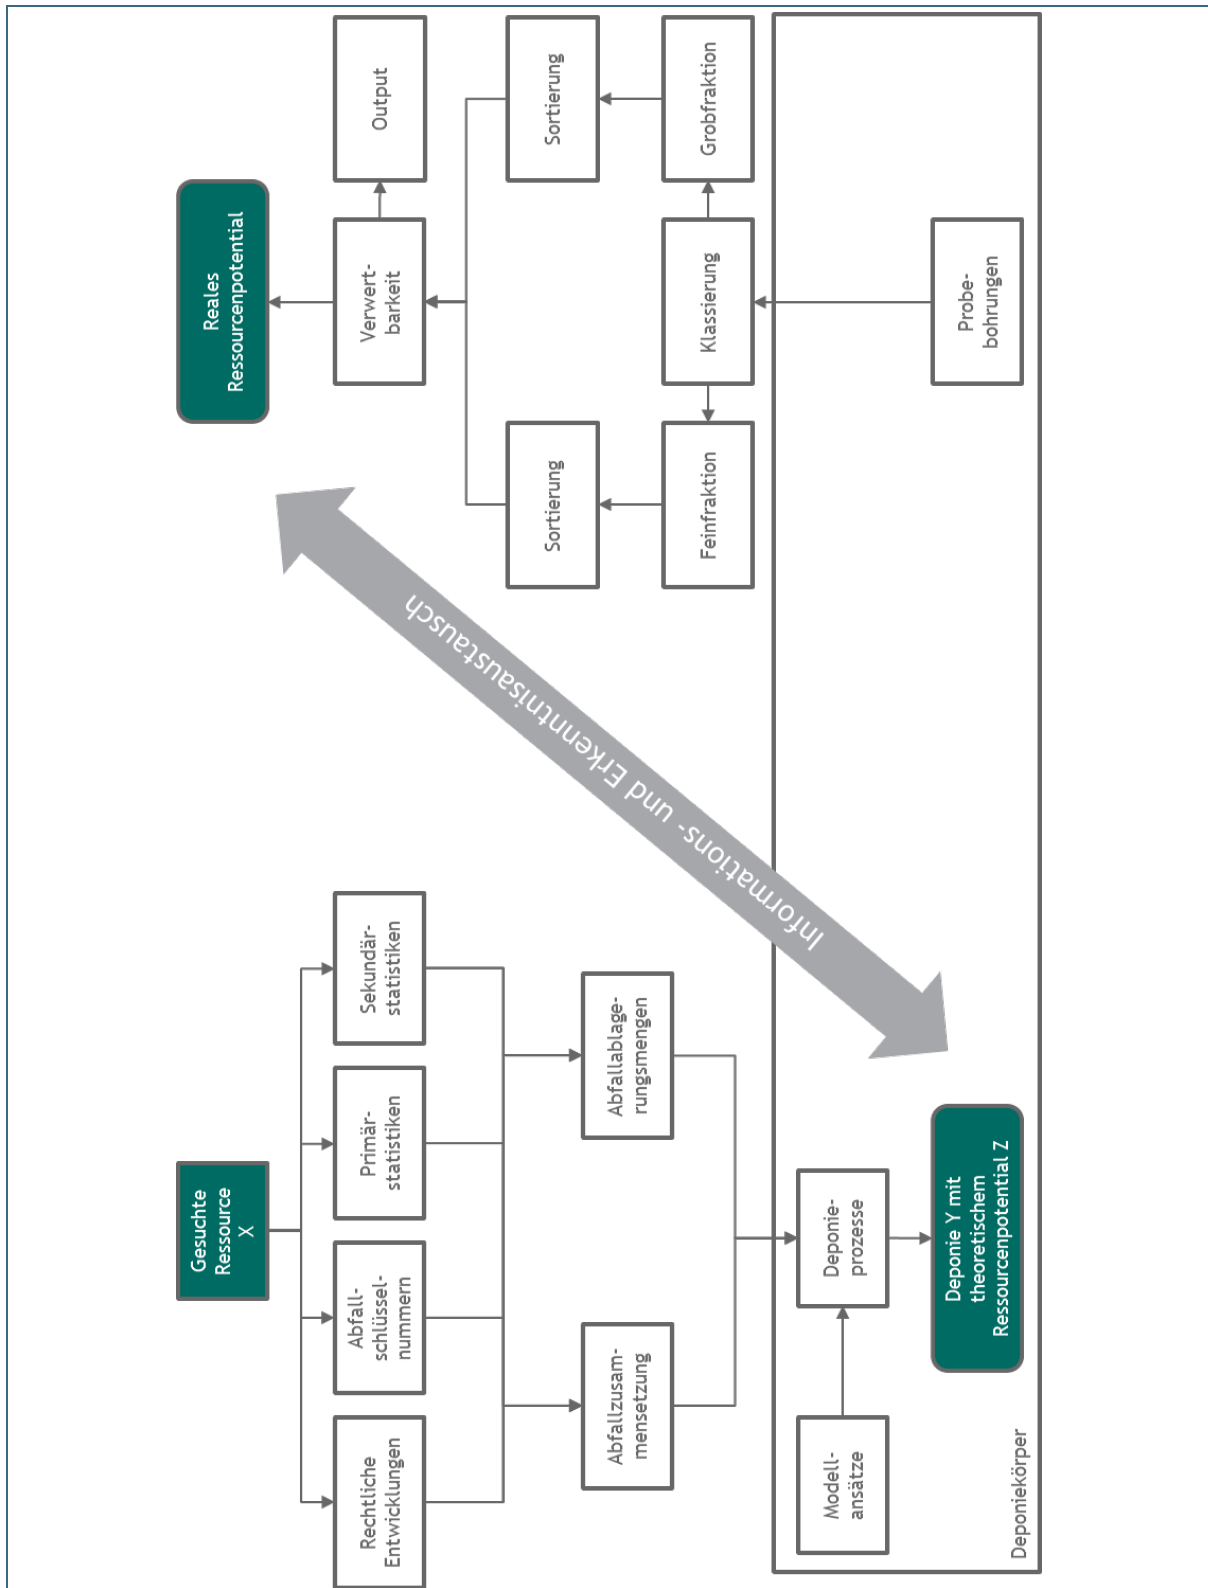 Gesuchte
Ressource
X
Rechtliche
Entwicklungen
Abfall-
schlüssel-
nummern
Primär-
statistiken
Sekundär-
statistiken
Abfallzusam-
mensetzung
Abfallablage-
rungsmengen
Modell-
ansätze
Deponie-
prozesse
Deponie Y mit
theoretischem
Ressourcenpotential Z
Deponiekörper
Informations- und Erkenntnisaustausch
Reales
Ressourcenpotential
Verwert-
barkeit
Output
Sortierung
Sortierung
Feinfraktion
Klassierung
Grobfraktion
Probe-
bohrungen